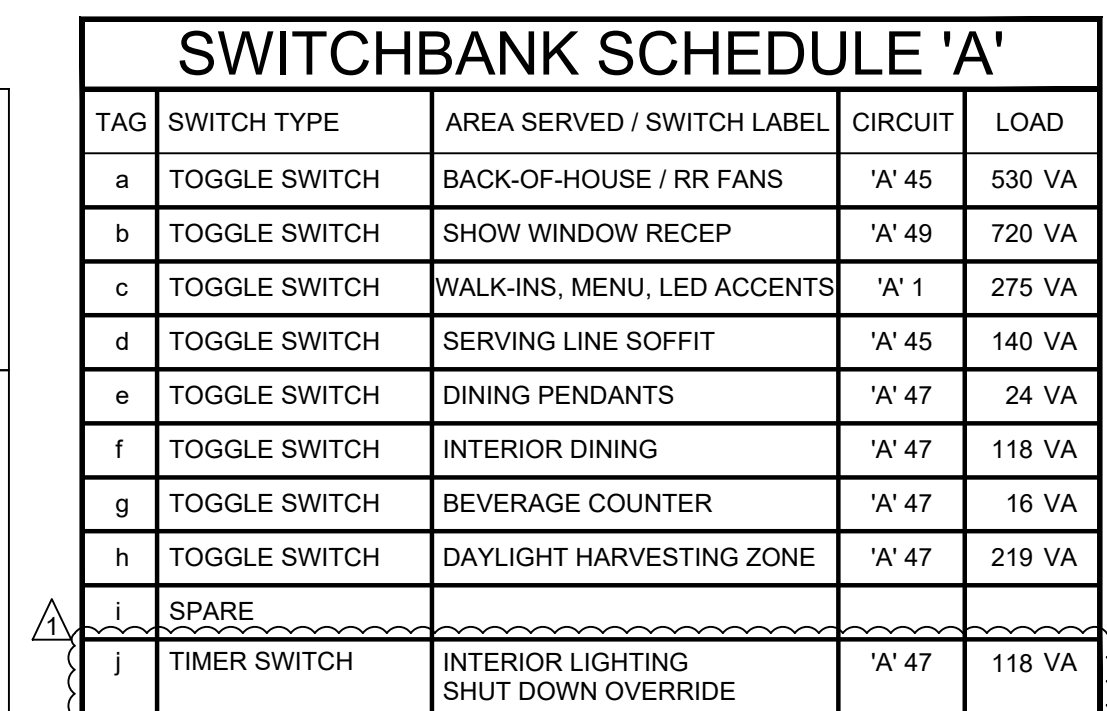 SWITCHBANK SCHEDULE 'A'
TAG SWITCH TYPE AREA SERVED / SWITCH LABEL CIRCUIT LOAD
a TOGGLE SWITCH BACK-OF-HOUSE / RR FANS 'A' 45 530 VA
b TOGGLE SWITCH SHOW WINDOW RECEP 'A' 49 720 VA
c TOGGLE SWITCH WALK-INS, MENU, LED ACCENTS 'A' 1 275 VA
d TOGGLE SWITCH SERVING LINE SOFFIT 'A' 45 140 VA
e TOGGLE SWITCH DINING PENDANTS 'A' 47 24 VA
f TOGGLE SWITCH INTERIOR DINING 'A' 47 118 VA
g TOGGLE SWITCH BEVERAGE COUNTER 'A' 47 16 VA
h TOGGLE SWITCH DAYLIGHT HARVESTING ZONE 'A' 47 219 VA
i SPARE
1
j TIMER SWITCH INTERIOR LIGHTING 'A' 47 118 VA
SHUT DOWN OVERRIDE